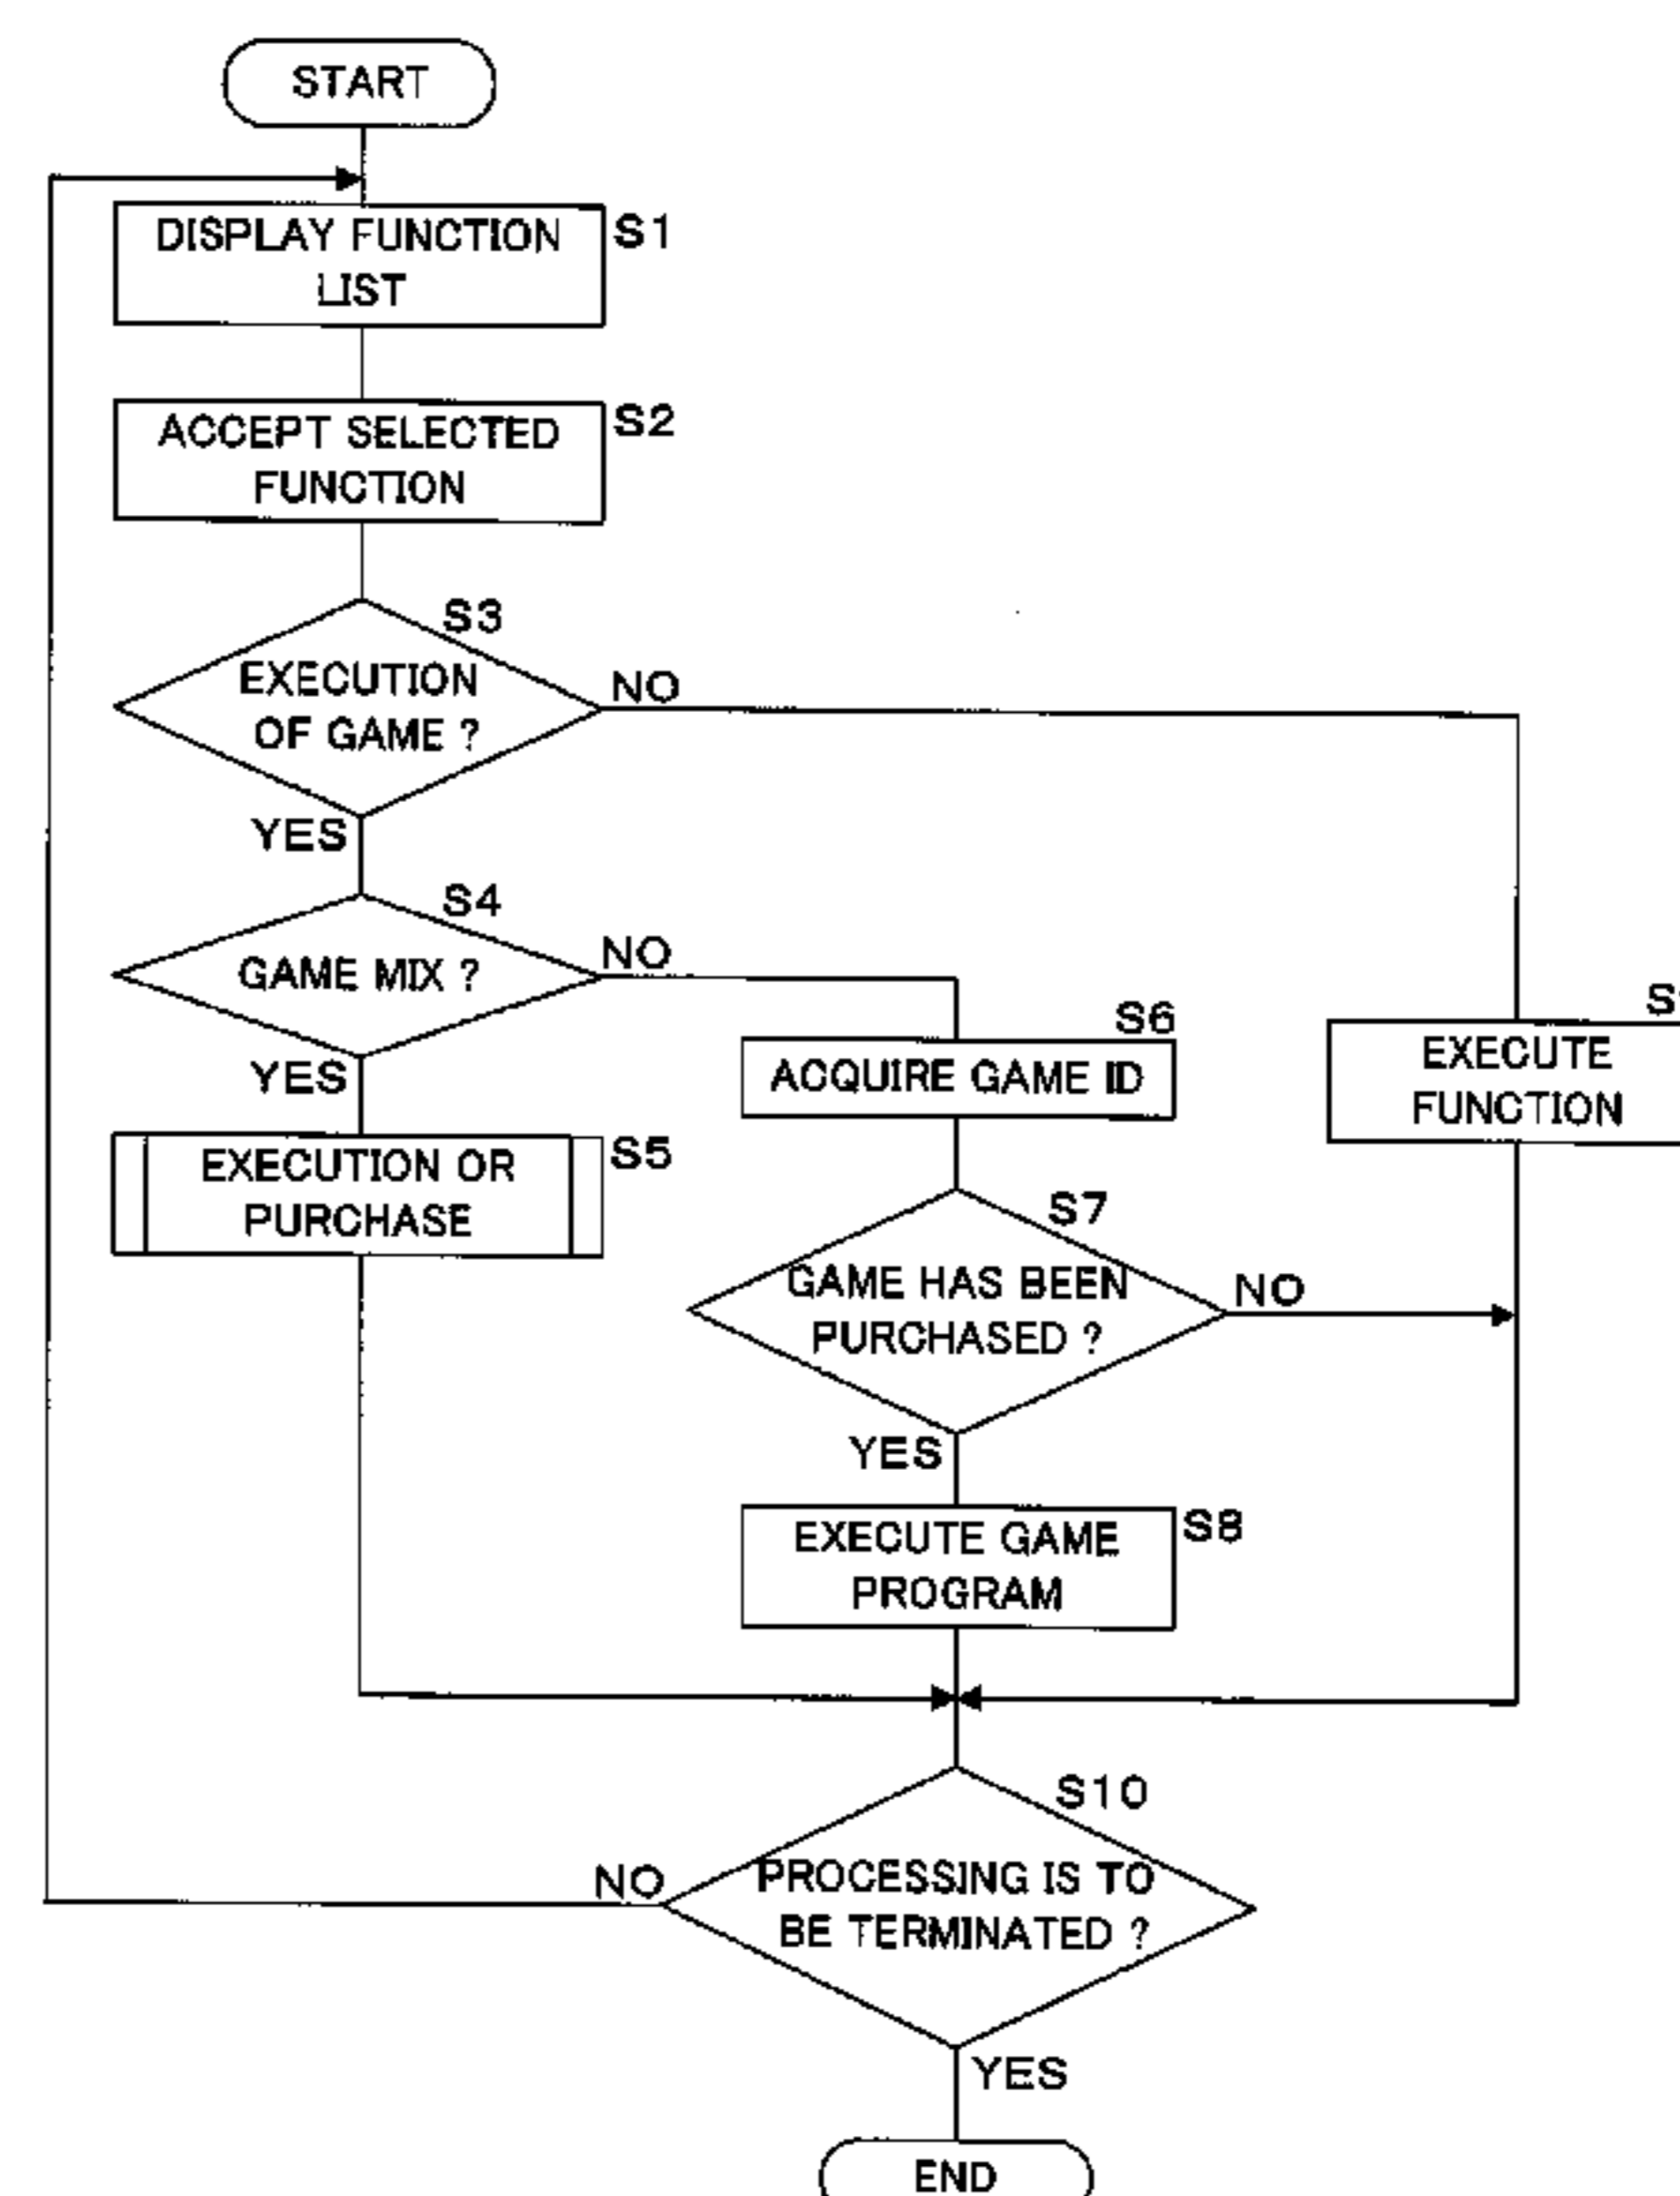 START
DISPLAY FUNCTION
LIST
S1
ACCEPT SELECTED
FUNCTION
S2
S3
EXECUTION
OF GAME ?
NO
YES
S4
GAME MIX ?
NO
YES
S6
ACQUIRE GAME ID
EXECUTE
FUNCTION
EXECUTION OR
PURCHASE
S5
S7
GAME HAS BEEN
PURCHASED ?
NO
YES
EXECUTE GAME
PROGRAM
S8
S10
PROCESSING IS TO
BE TERMINATED ?
NO
YES
END